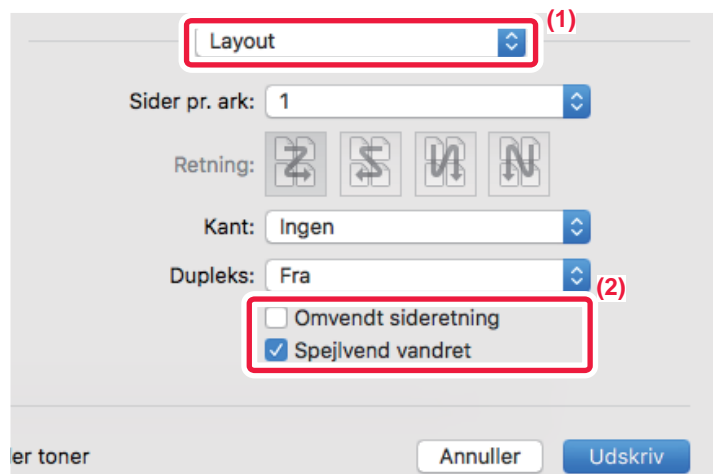 (1)
Layout
Sider pr. ark: 1
Retning:
Kant: Ingen
Dupleks: Fra
(2)
Omvendt sideretning
Spejlvend vandret
er toner Annuller Udskriv